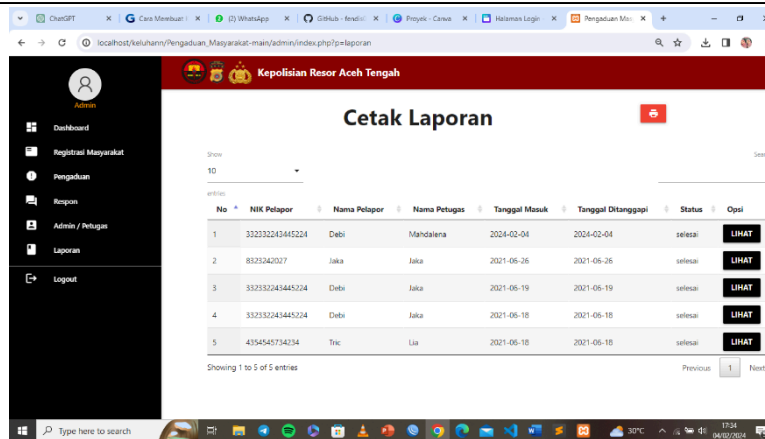 ChatGPT
Cara Membuat
(2) WhatsApp
Proyek - Canva
Halaman Login
Pengaduan Mas
localhost/keluhann/Pengaduan_Masyarakat-main/admin/index.php?p=laporan
Kepolisian Resor Aceh Tengah
Admin
Cetak Laporan
Dashboard
Registrasi Masyarakat
Pengaduan
Respon
Admin / Petugas
Laporan
Logout
Show
10
entries
No NIK Pelapor Nama Pelapor Nama Petugas Tanggal Masuk Tanggal Ditanggapi Status Opsi
1 332332243445224 Debi Mahdalena 2024-02-04 2024-02-04 selesai LIHAT
2 8323242027 Jaka Jaka 2021-06-26 2021-06-26 selesai LIHAT
3 332332243445224 Debi Jaka 2021-06-19 2021-06-19 selesai LIHAT
4 332332243445224 Debi Jaka 2021-06-18 2021-06-18 selesai LIHAT
5 4354545734234 Tric Lia 2021-06-18 2021-06-18 selesai LIHAT
Showing 1 to 5 of 5 entries
Previous 1 Next
Type here to search
30°C
17:34
04/02/2024